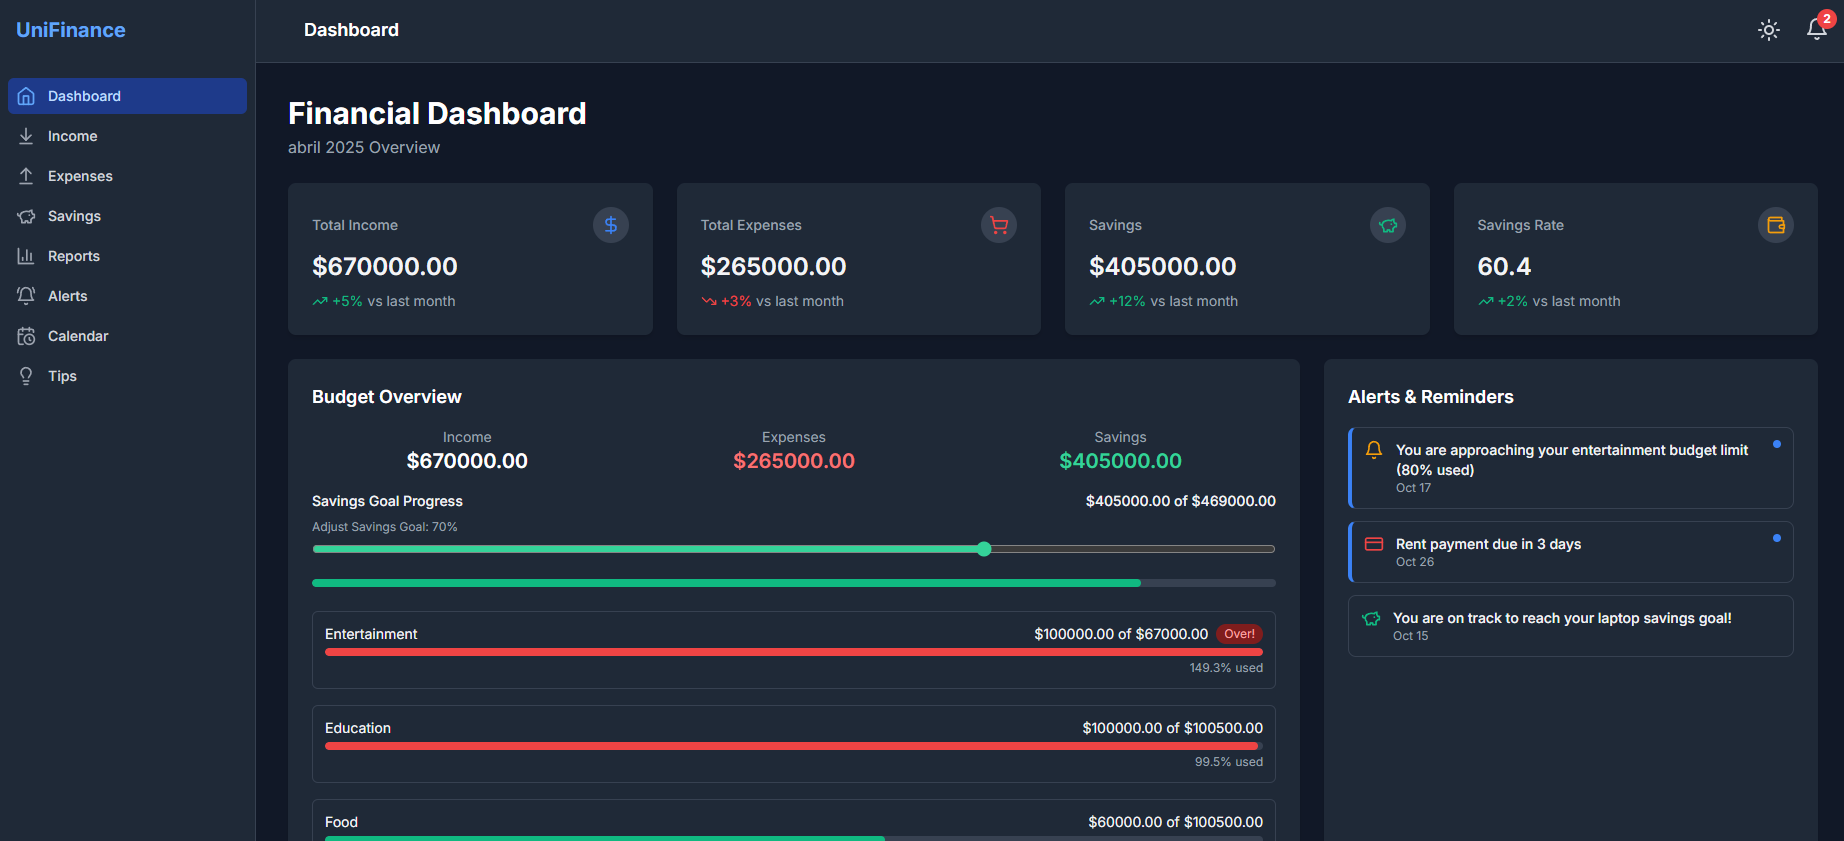 UniFinance
Dashboard
Income
Expenses
Savings
Reports
Alerts
Calendar
Tips
Dashboard
2
Financial Dashboard
abril 2025 Overview
Total Income
$670000.00
+5% vs last month
Total Expenses
$265000.00
+3% vs last month
Savings
$405000.00
+12% vs last month
Savings Rate
60.4
+2% vs last month
Budget Overview
Income
$670000.00
Expenses
$265000.00
Savings
$405000.00
Savings Goal Progress
$405000.00 of $469000.00
Adjust Savings Goal: 70%
Entertainment
$100000.00 of $67000.00 Over!
149.3% used
Education
$100000.00 of $100500.00
99.5% used
Food
$60000.00 of $100500.00
Alerts & Reminders
You are approaching your entertainment budget limit
(80% used)
Oct 17
Rent payment due in 3 days
Oct 26
You are on track to reach your laptop savings goal!
Oct 15